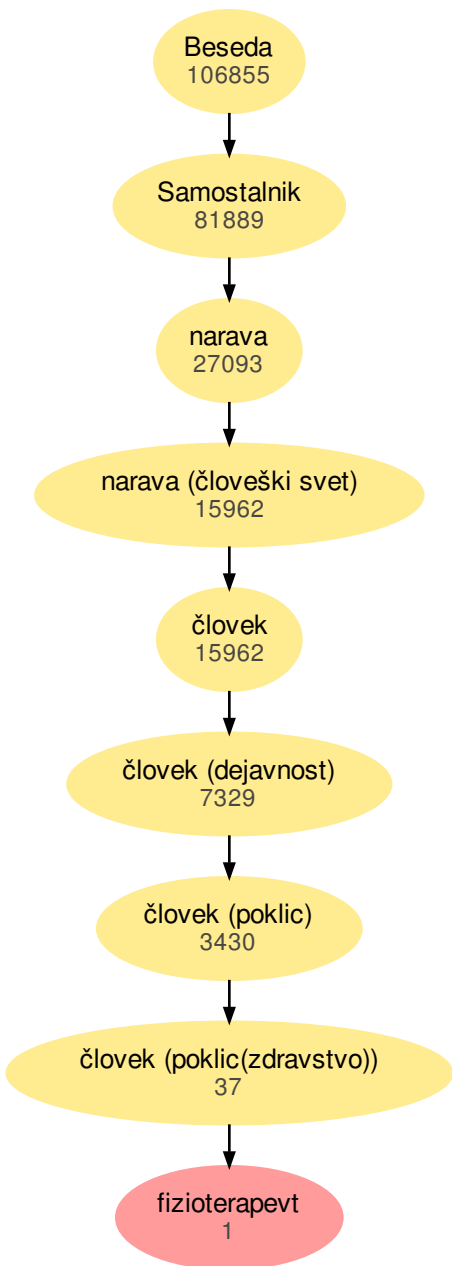 Beseda
106855
Samostalnik
81889
narava
27093
narava (človeški svet)
15962
človek
15962
človek (dejavnost)
7329
človek (poklic)
3430
človek (poklic(zdravstvo))
37
fizioterapevt
1